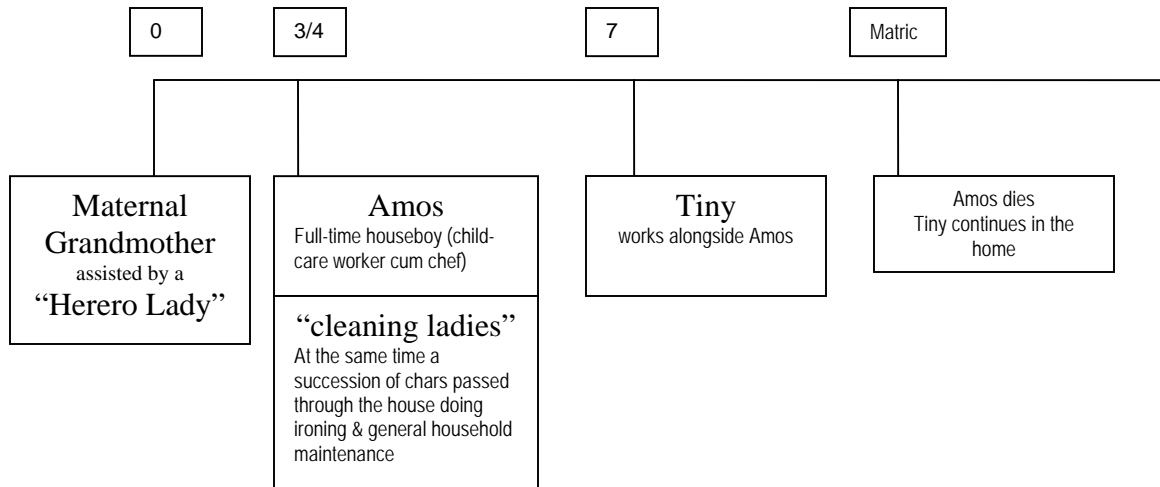 0
3/4
7
Matric
Maternal
Grandmother
assisted by a
“Herero Lady”
Amos
Full-time houseboy (child-
care worker cum chef)
“cleaning ladies”
At the same time a
succession of chars passed
through the house doing
ironing & general household
maintenance
Tiny
works alongside Amos
Amos dies
Tiny continues in the
home